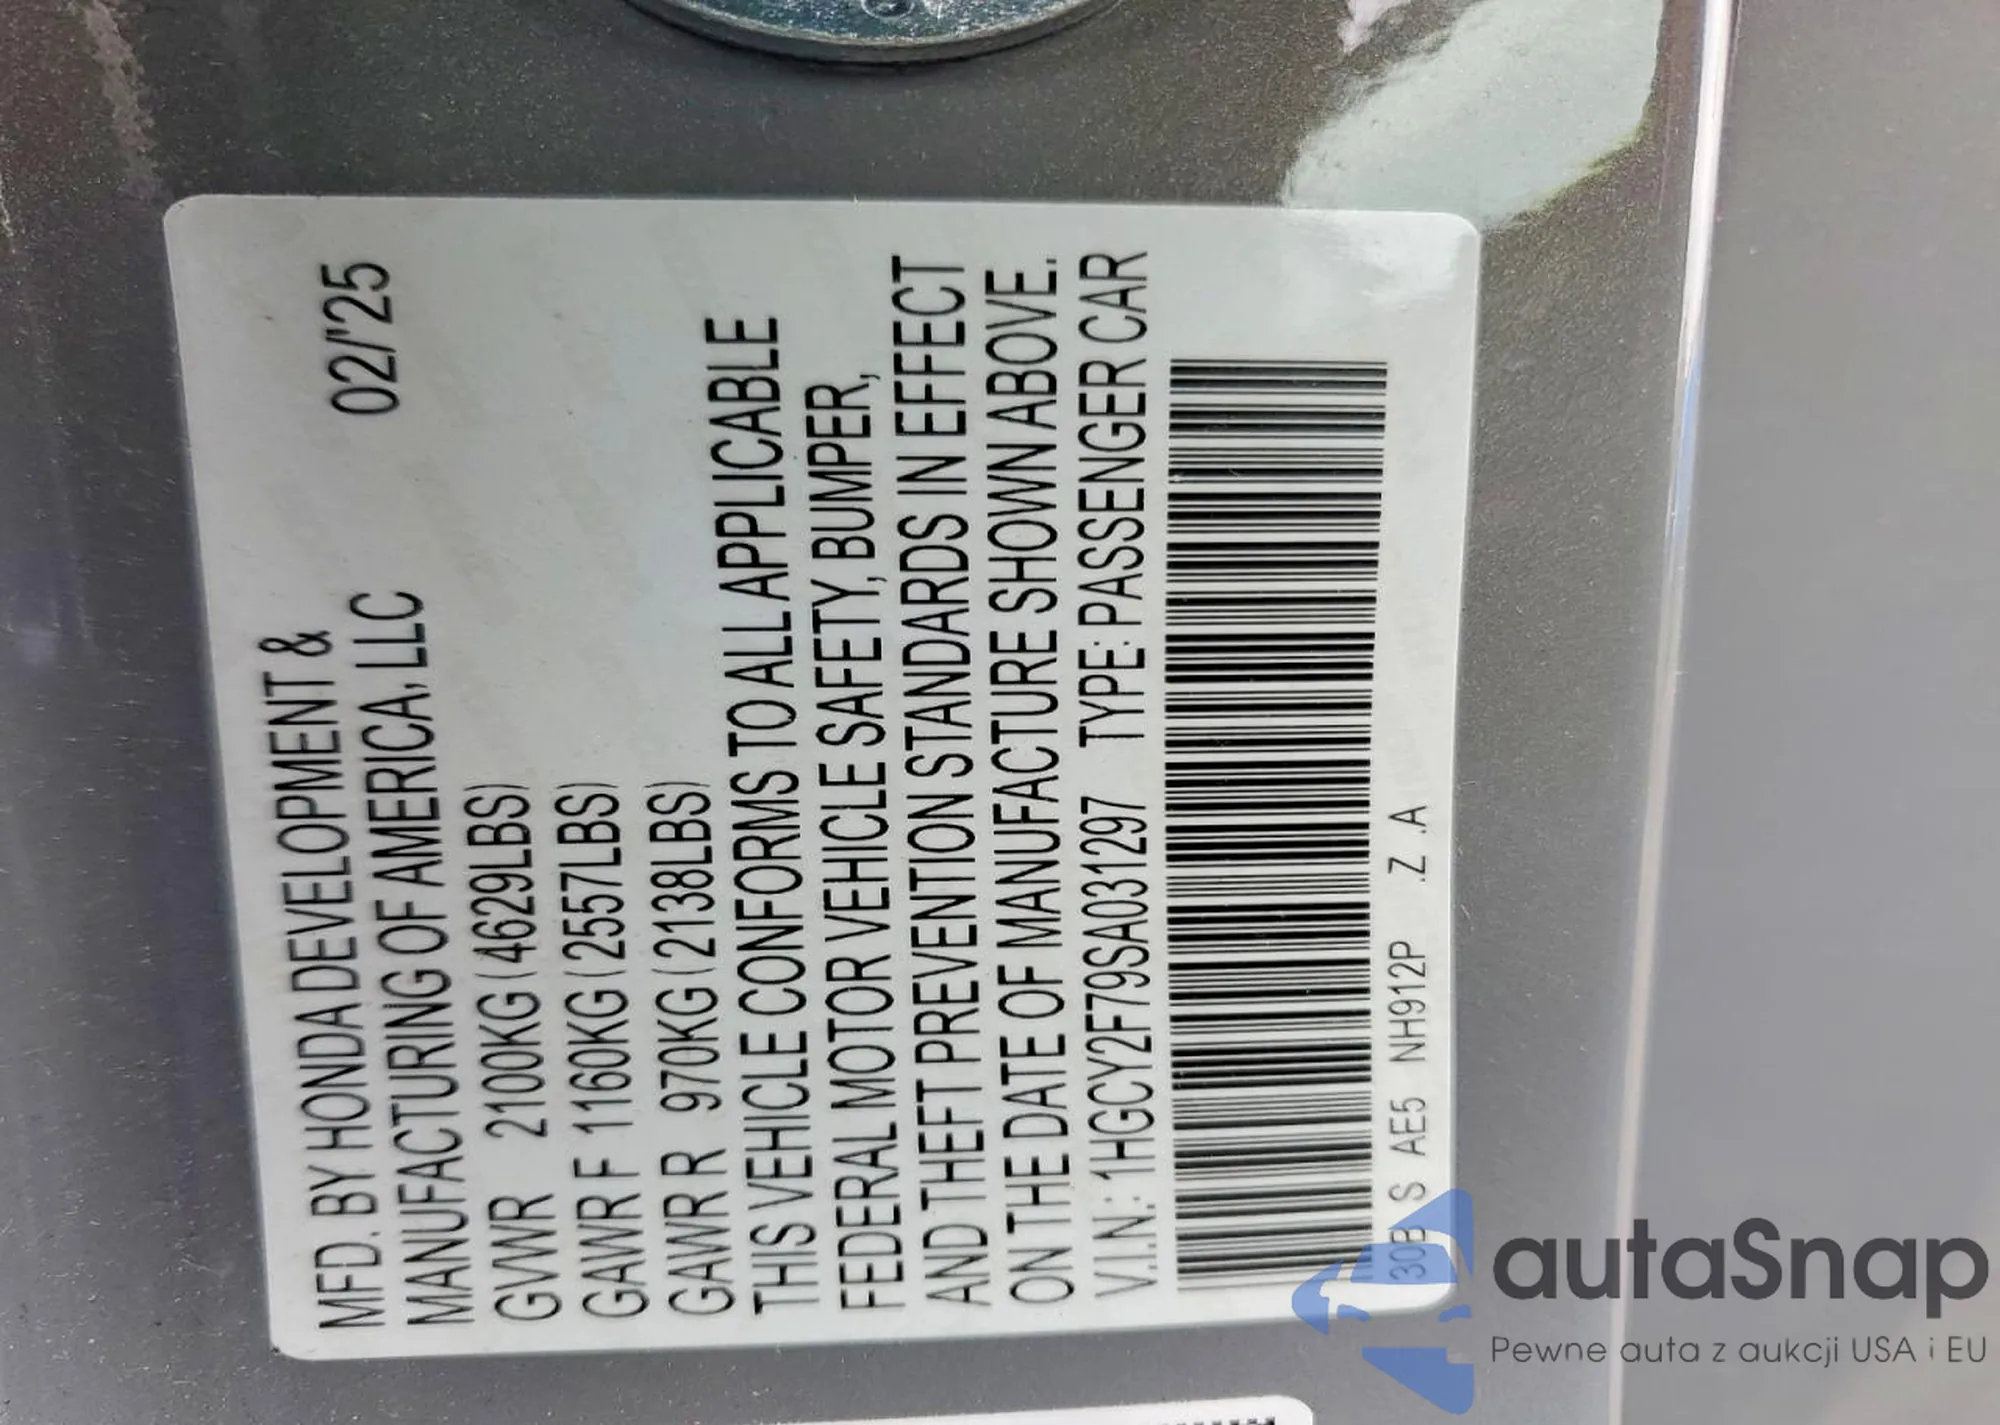 MFD. BY HONDA DEVELOPMENT &
MANUFACTURING OF AMERICA, LLC
02/'25
GVWR 2100KG (4629LBS)
GAWR F 1160KG (2557LBS)
GAWR R 970KG (2138LBS)
THIS VEHICLE CONFORMS TO ALL APPLICABLE
FEDERAL MOTOR VEHICLE SAFETY, BUMPER,
AND THEFT PREVENTION STANDARDS IN EFFECT
ON THE DATE OF MANUFACTURE SHOWN ABOVE.
V.I.N.: 1HGCY2F79SA031297 TYPE: PASSENGER CAR
30B S AE5 NH912P .Z .A
autaSnap
Pewne auta z aukcji USA i EU